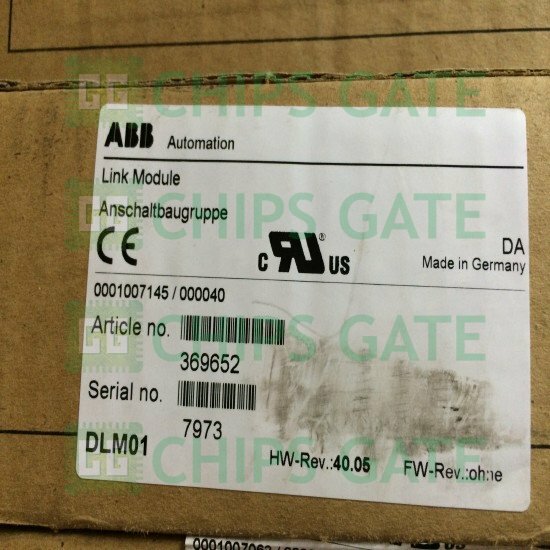 CHIPS GATE
ABB Automation
Link Module
Anschaltbaugruppe
CHIPS GATE
CE
c RU® US
DA
Made in Germany
0001007145 / 000040
Article no.
369652
CHIPS GATE
Serial no.
7973
DLM01
HW-Rev.:40.05
FW-Rev.:ohne
CHIPS GATE